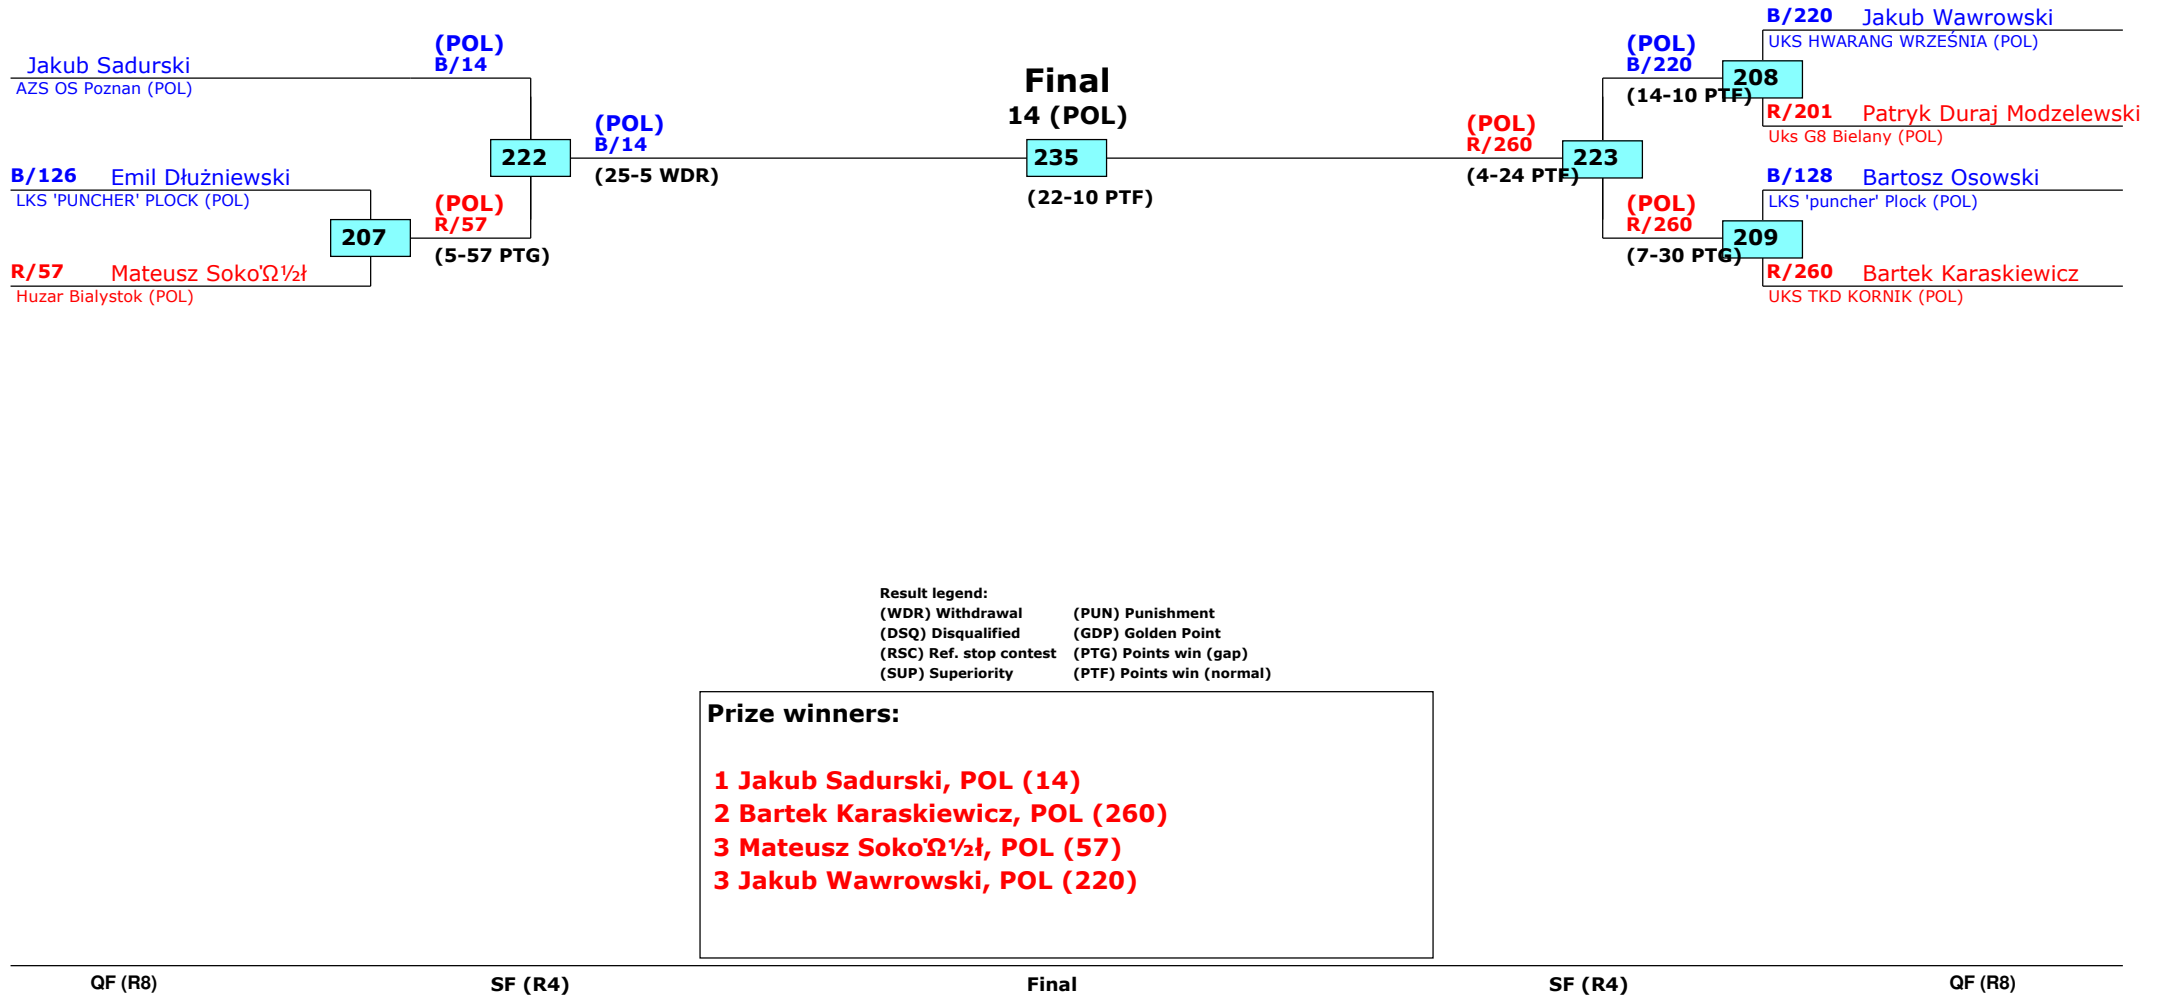 Jakub Sadurski
AZS OS Poznan (POL)
B/126 Emil Dłużniewski
LKS 'PUNCHER' PLOCK (POL)
R/57 Mateusz Soko'Ω½ł
Huzar Bialystok (POL)
207
(POL)
B/14
(POL)
R/57
(5-57 PTG)
222
(POL)
B/14
(25-5 WDR)
Final
14 (POL)
235
(22-10 PTF)
(POL)
R/260
(4-24 PTF)
223
(POL)
B/220
(14-10 PTF)
(POL)
R/260
(7-30 PTG)
208
209
B/220 Jakub Wawrowski
UKS HWARANG WRZEŚNIA (POL)
R/201 Patryk Duraj Modzelewski
Uks G8 Bielany (POL)
B/128 Bartosz Osowski
LKS 'puncher' Plock (POL)
R/260 Bartek Karaskiewicz
UKS TKD KORNIK (POL)
Result legend:
(WDR) Withdrawal (PUN) Punishment
(DSQ) Disqualified (GDP) Golden Point
(RSC) Ref. stop contest (PTG) Points win (gap)
(SUP) Superiority (PTF) Points win (normal)
Prize winners:
1 Jakub Sadurski, POL (14)
2 Bartek Karaskiewicz, POL (260)
3 Mateusz Soko'Ω½ł, POL (57)
3 Jakub Wawrowski, POL (220)
QF (R8) SF (R4) Final SF (R4) QF (R8)